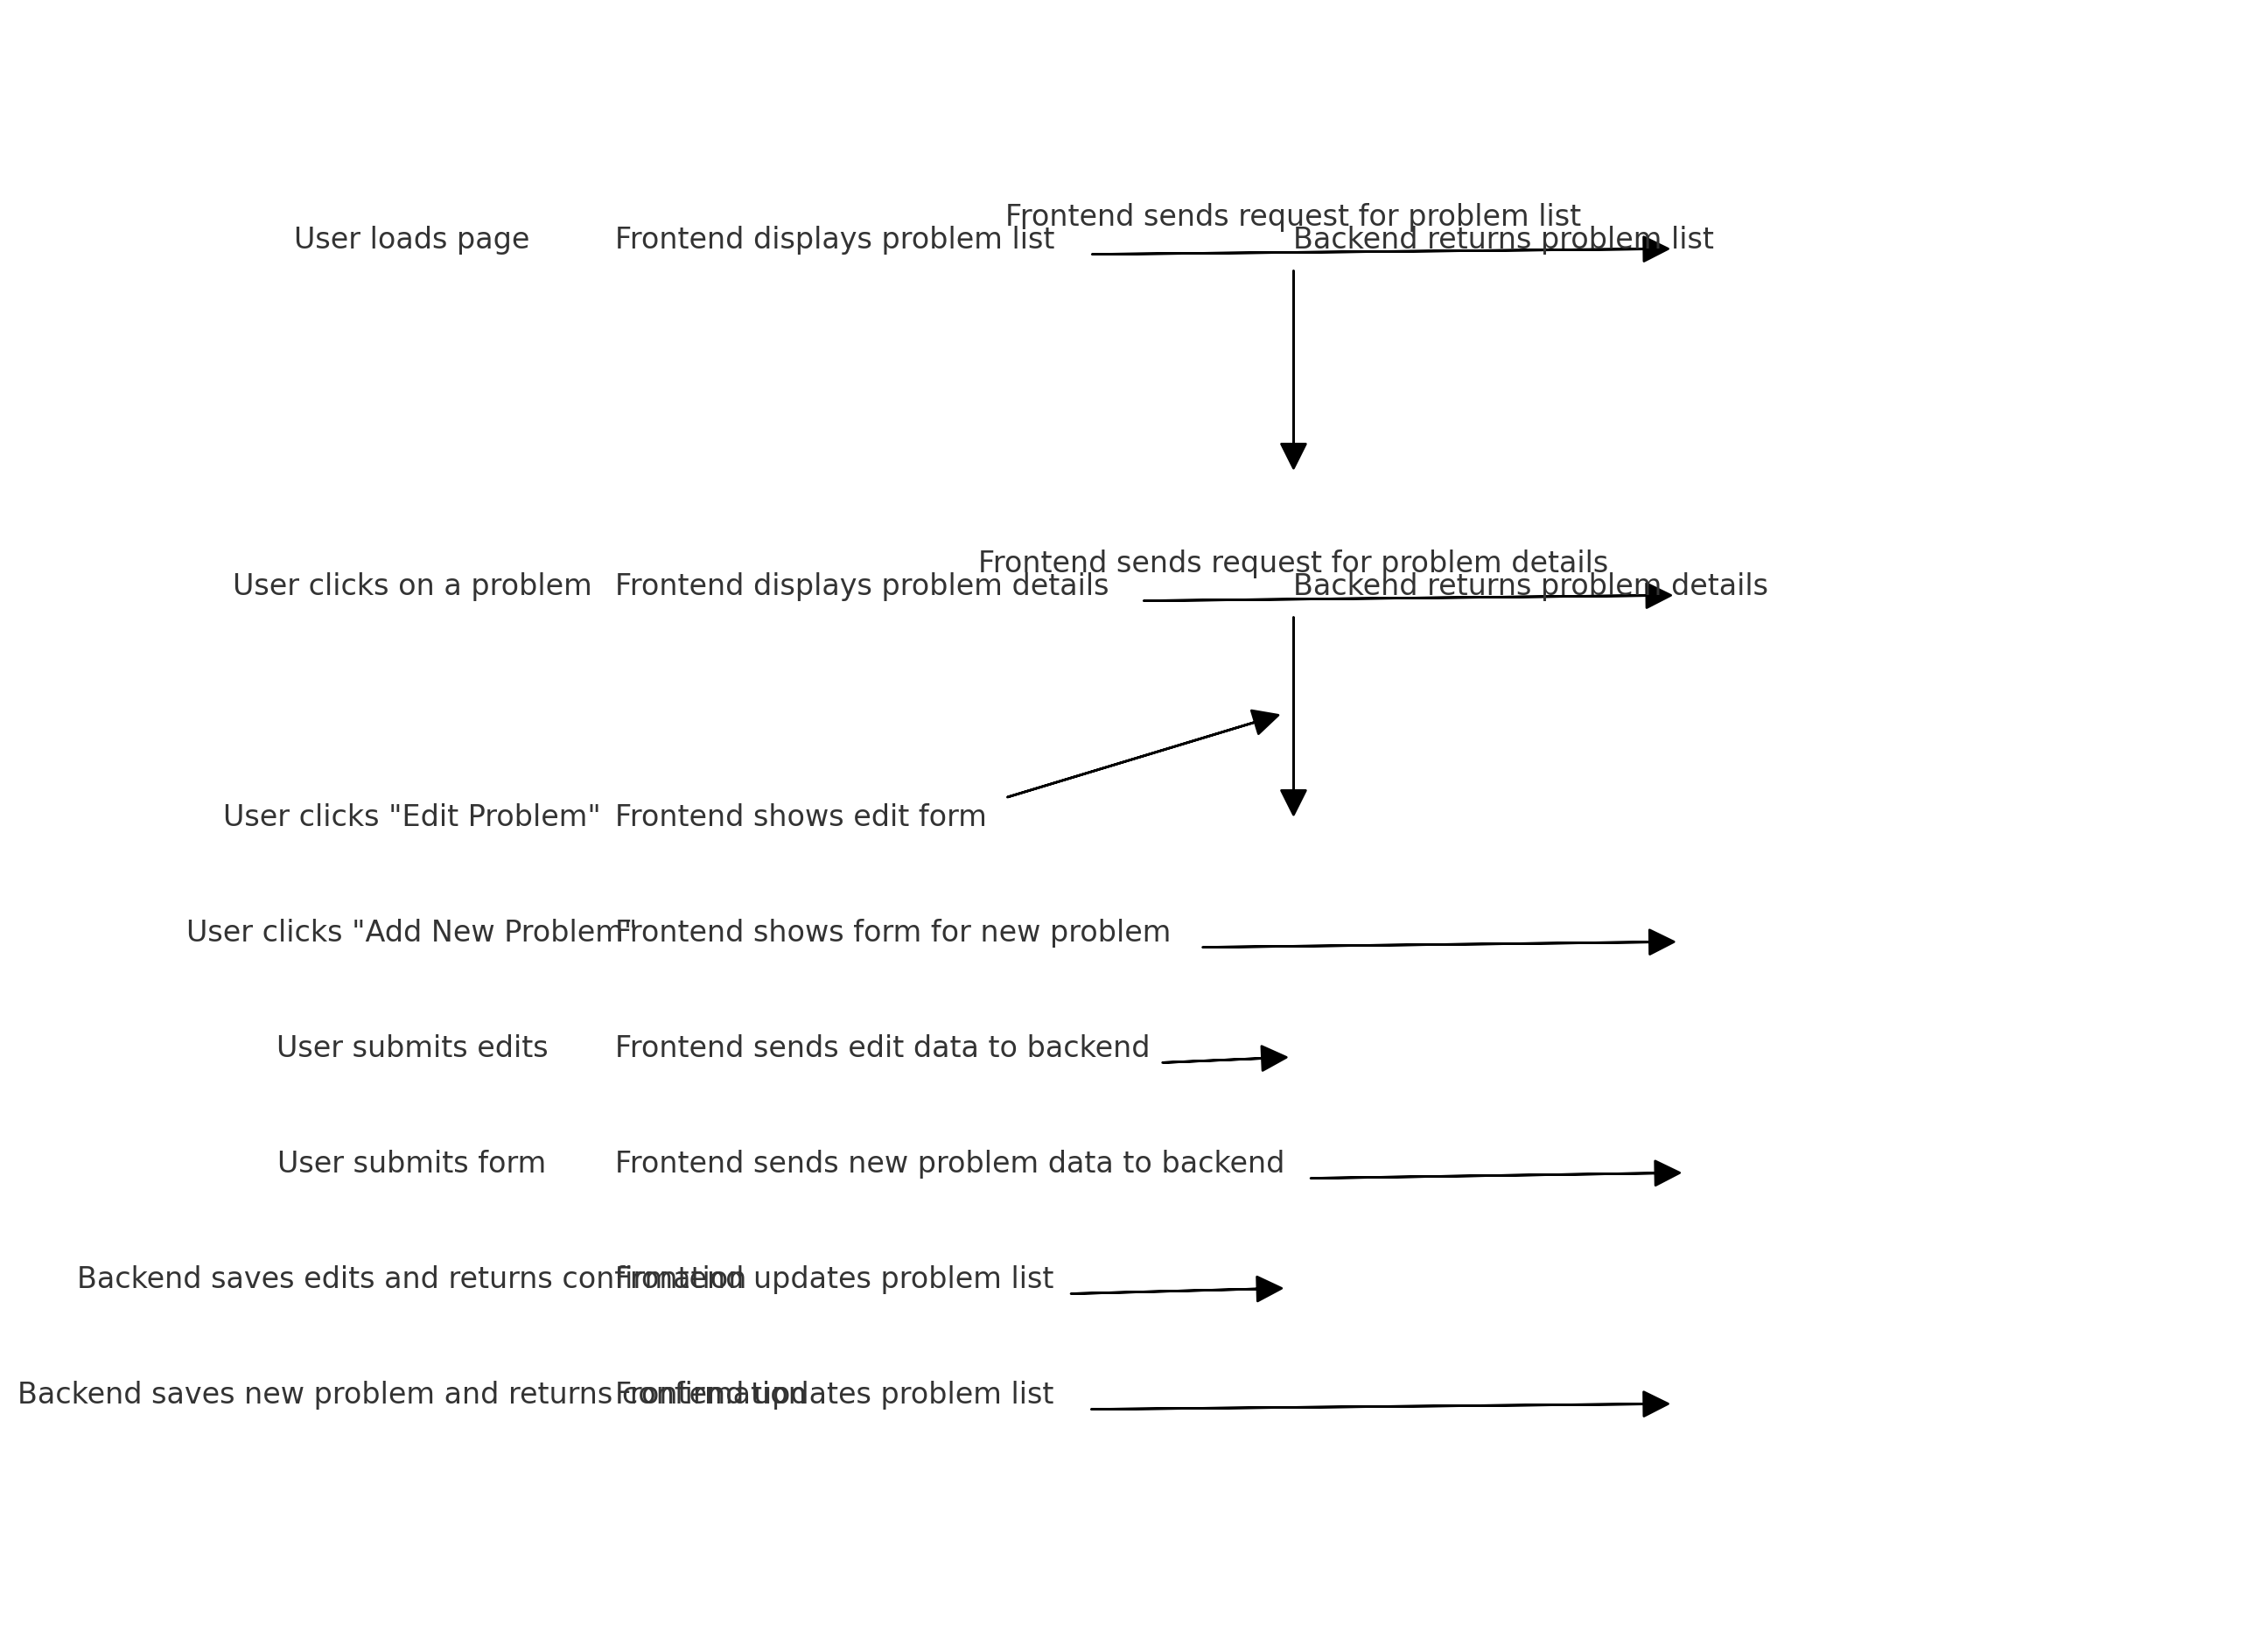 Frontend sends request for problem list
User loads page
Frontend displays problem list
Backend returns problem list
Frontend sends request for problem details
User clicks on a problem
Frontend displays problem details
Backend returns problem details
User clicks "Edit Problem"
Frontend shows edit form
User clicks "Add New Problem"
Frontend shows form for new problem
User submits edits
Frontend sends edit data to backend
User submits form
Frontend sends new problem data to backend
Backend saves edits and returns confirmation
Frontend updates problem list
Backend saves new problem and returns confirmation
Frontend updates problem list